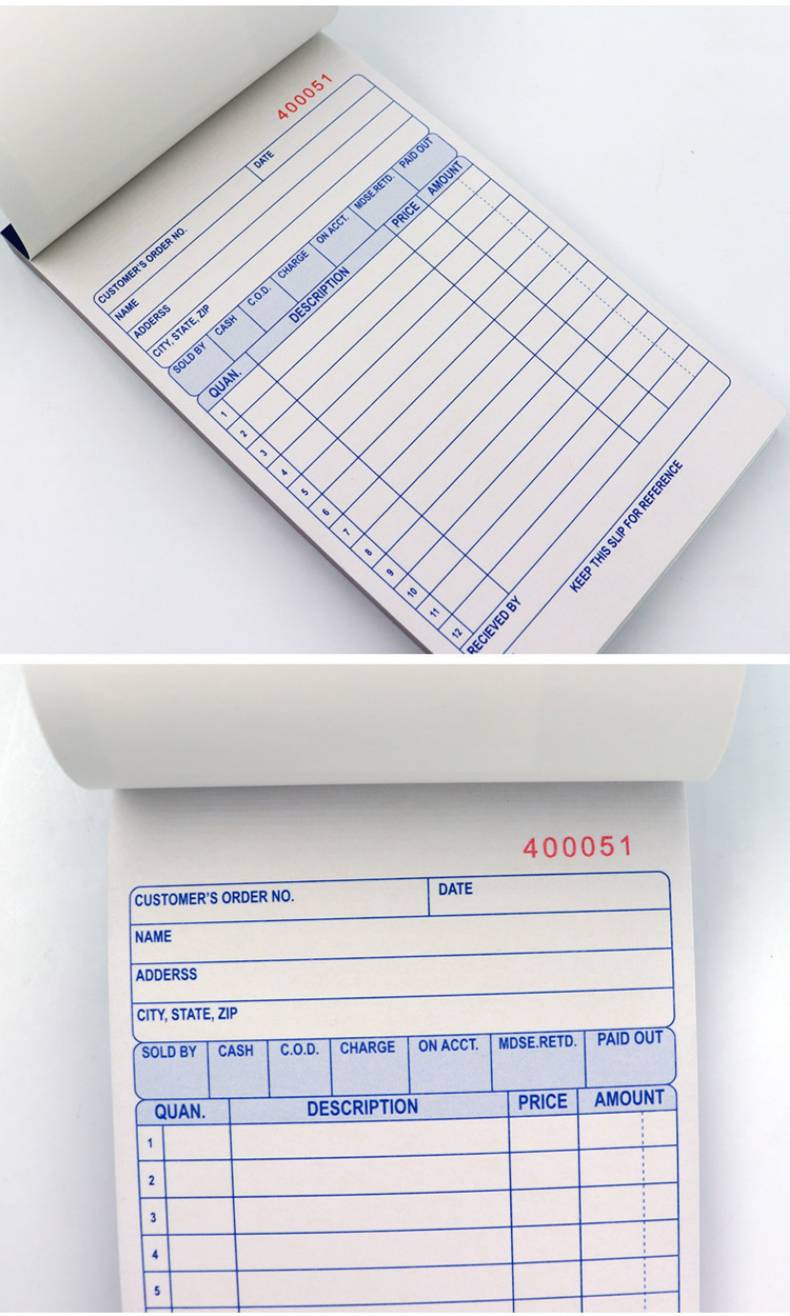 400051
CUSTOMER'S ORDER NO. DATE
NAME
ADDERSS
CITY, STATE, ZIP
SOLD BY CASH C.O.D. CHARGE ON ACCT. MDSE.RETD. PAID OUT
QUAN. DESCRIPTION PRICE AMOUNT
1
2
3
4
5
6
7
8
9
10
11
12
RECIEVED BY
KEEP THIS SLIP FOR REFERENCE
400051
CUSTOMER'S ORDER NO. DATE
NAME
ADDERSS
CITY, STATE, ZIP
SOLD BY CASH C.O.D. CHARGE ON ACCT. MDSE.RETD. PAID OUT
QUAN. DESCRIPTION PRICE AMOUNT
1
2
3
4
5